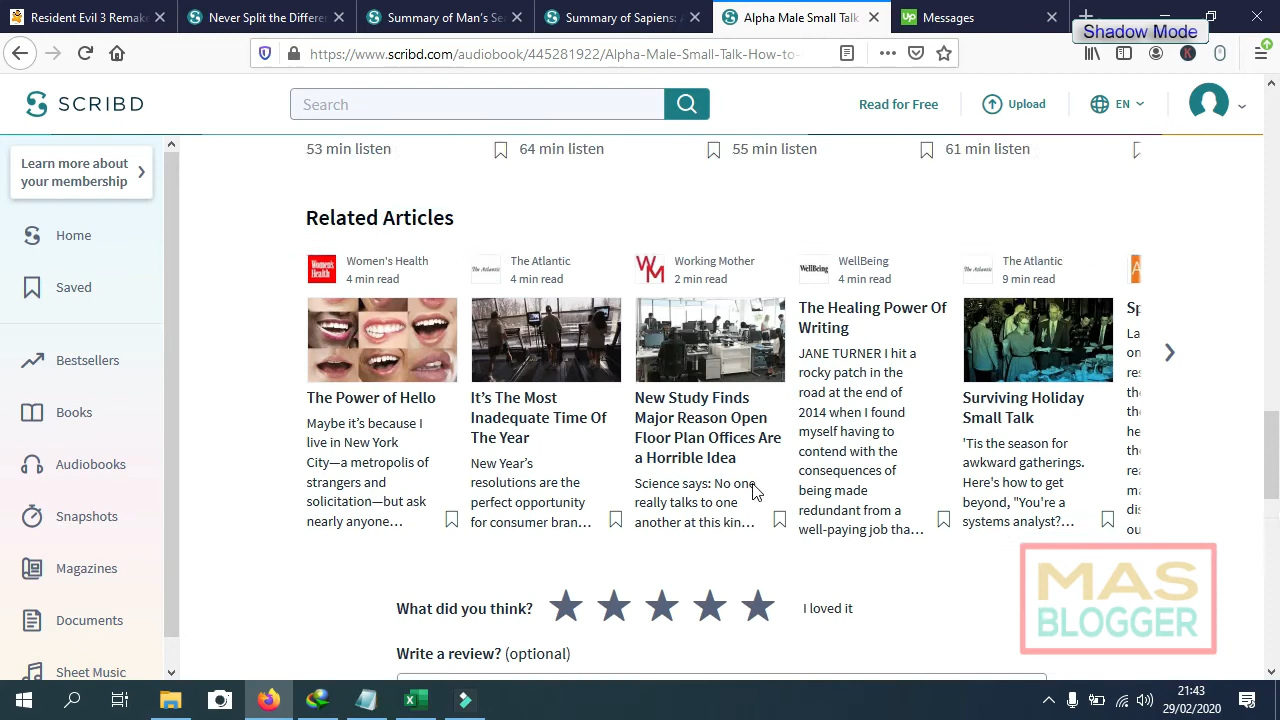 Resident Evil 3 Remake
Never Split the Differen
Summary of Man's Se
Summary of Sapiens: A
Alpha Male Small Talk
Up Messages
Shadow Mode
https://www.scribd.com/audiobook/445281922/Alpha-Male-Small-Talk-How-to-
SCRIBD
Search
Read for Free
Upload
EN
Learn more about
your membership
Home
Saved
Bestsellers
Books
Audiobooks
Snapshots
Magazines
Documents
Sheet Music
53 min listen
64 min listen
55 min listen
61 min listen
Related Articles
Women's Health
Women's Health
4 min read
The Power of Hello
Maybe it's because I
live in New York
City—a metropolis of
strangers and
solicitation—but ask
nearly anyone…
The Atlantic
The Atlantic
4 min read
It's The Most
Inadequate Time Of
The Year
New Year's
resolutions are the
perfect opportunity
for consumer bran…
WM
Working Mother
2 min read
New Study Finds
Major Reason Open
Floor Plan Offices Are
a Horrible Idea
Science says: No one
really talks to one
another at this kin…
WellBeing
WellBeing
4 min read
The Healing Power Of
Writing
JANE TURNER I hit a
rocky patch in the
road at the end of
2014 when I found
myself having to
contend with the
consequences of
being made
redundant from a
well-paying job tha…
The Atlantic
The Atlantic
9 min read
Surviving Holiday
Small Talk
'Tis the season for
awkward gatherings.
Here's how to get
beyond, "You're a
systems analyst?…
What did you think?
I loved it
Write a review? (optional)
MAS
BLOGGER
21:43
29/02/2020